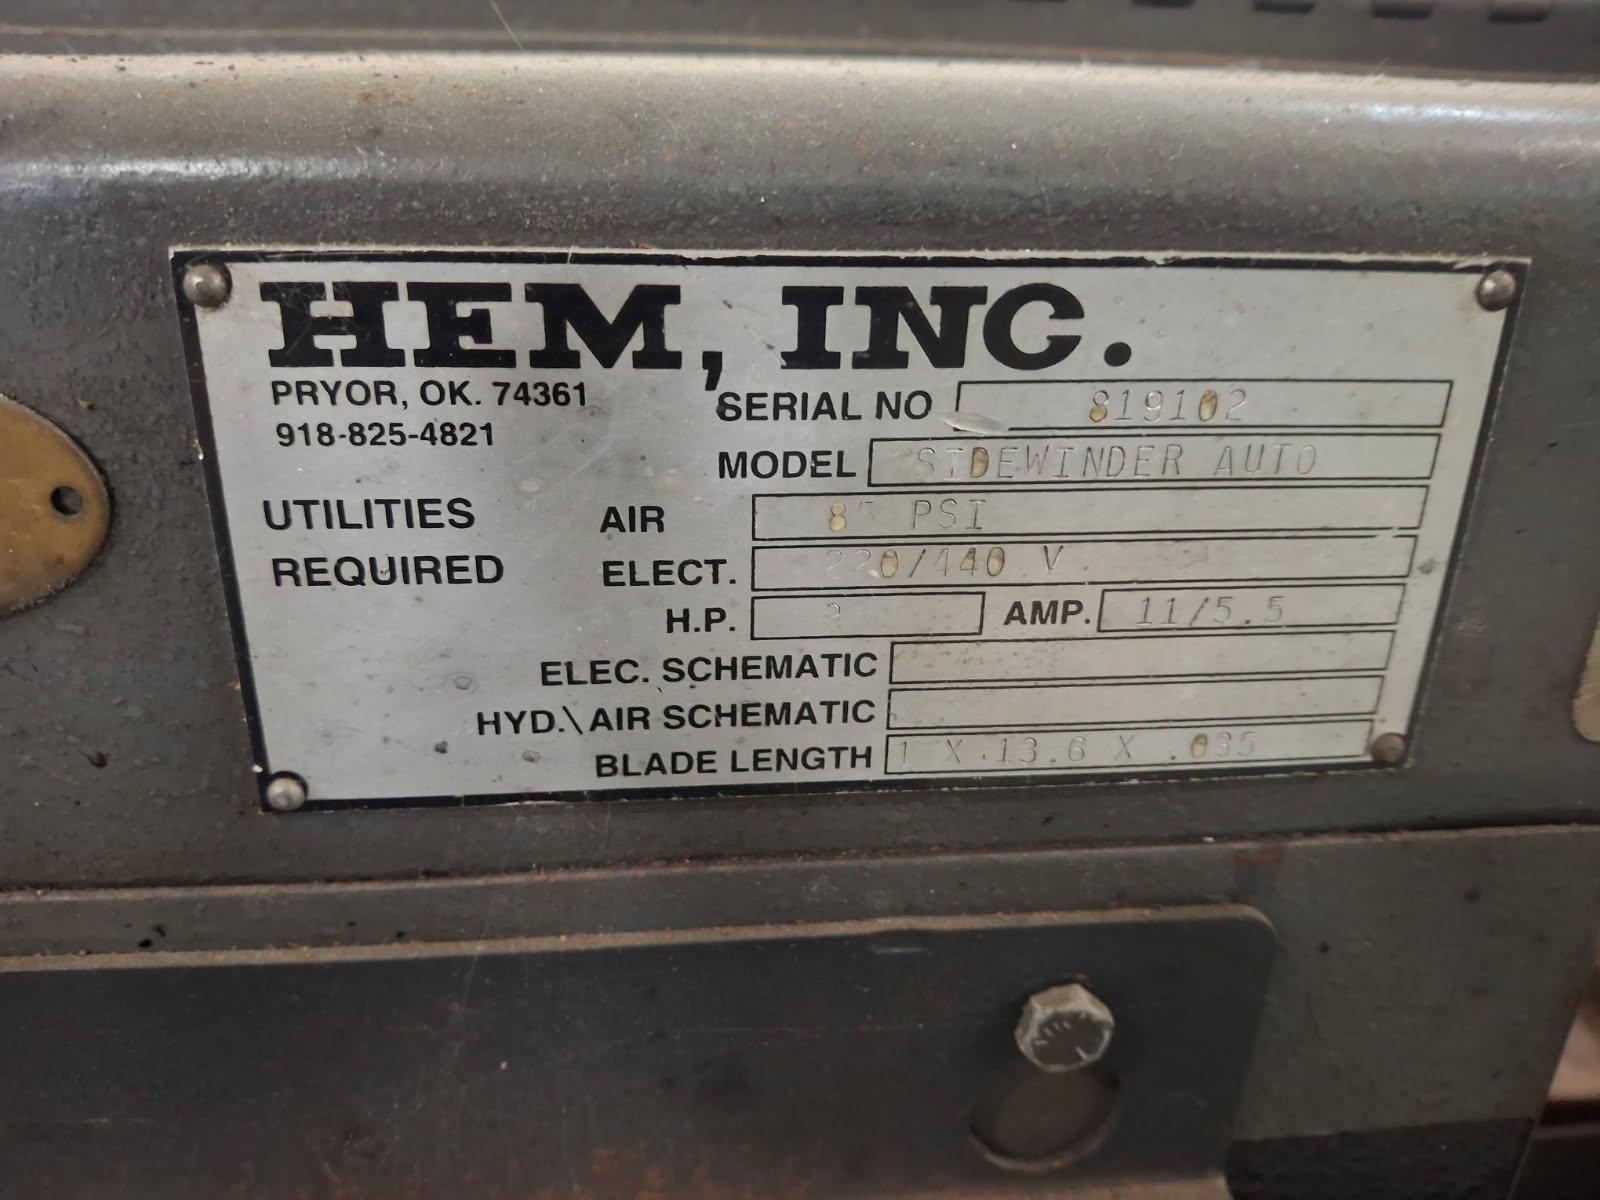 HEM, INC.
PRYOR, OK. 74361
918-825-4821
SERIAL NO 819102
MODEL SIDEWINDER AUTO
UTILITIES REQUIRED
AIR 85 PSI
ELECT. 220/440 V
H.P.
AMP. 11/5.5
ELEC. SCHEMATIC
HYD.\AIR SCHEMATIC
BLADE LENGTH 1 X 13.6 X .035